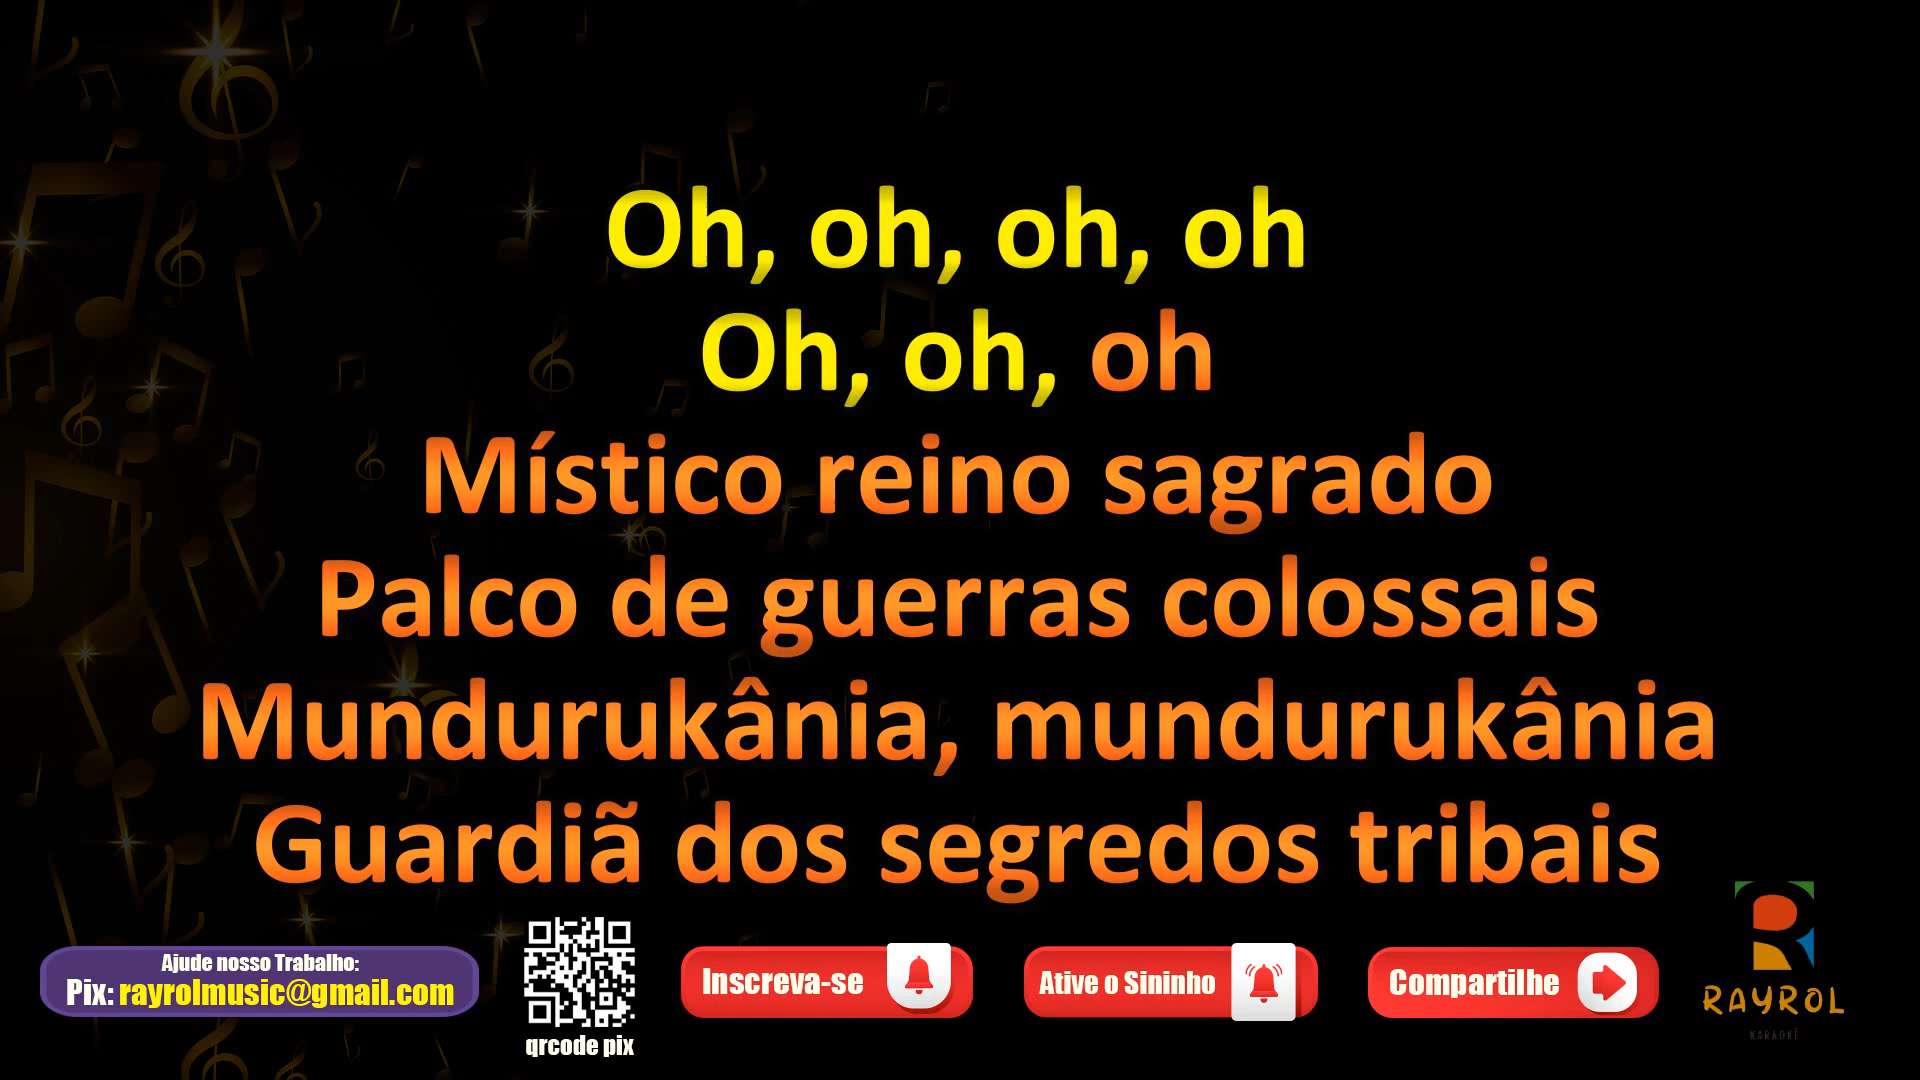 Oh, oh, oh, oh
Oh, oh, oh
Místico reino sagrado
Palco de guerras colossais
Mundurukânia, mundurukânia
Guardiã dos segredos tribais
Ajude nosso Trabalho:
Pix: rayrolmusic@gmail.com
qrcode pix
Inscreva-se
Ative o Sininho
Compartilhe
RAYROL
KARAOKÊ